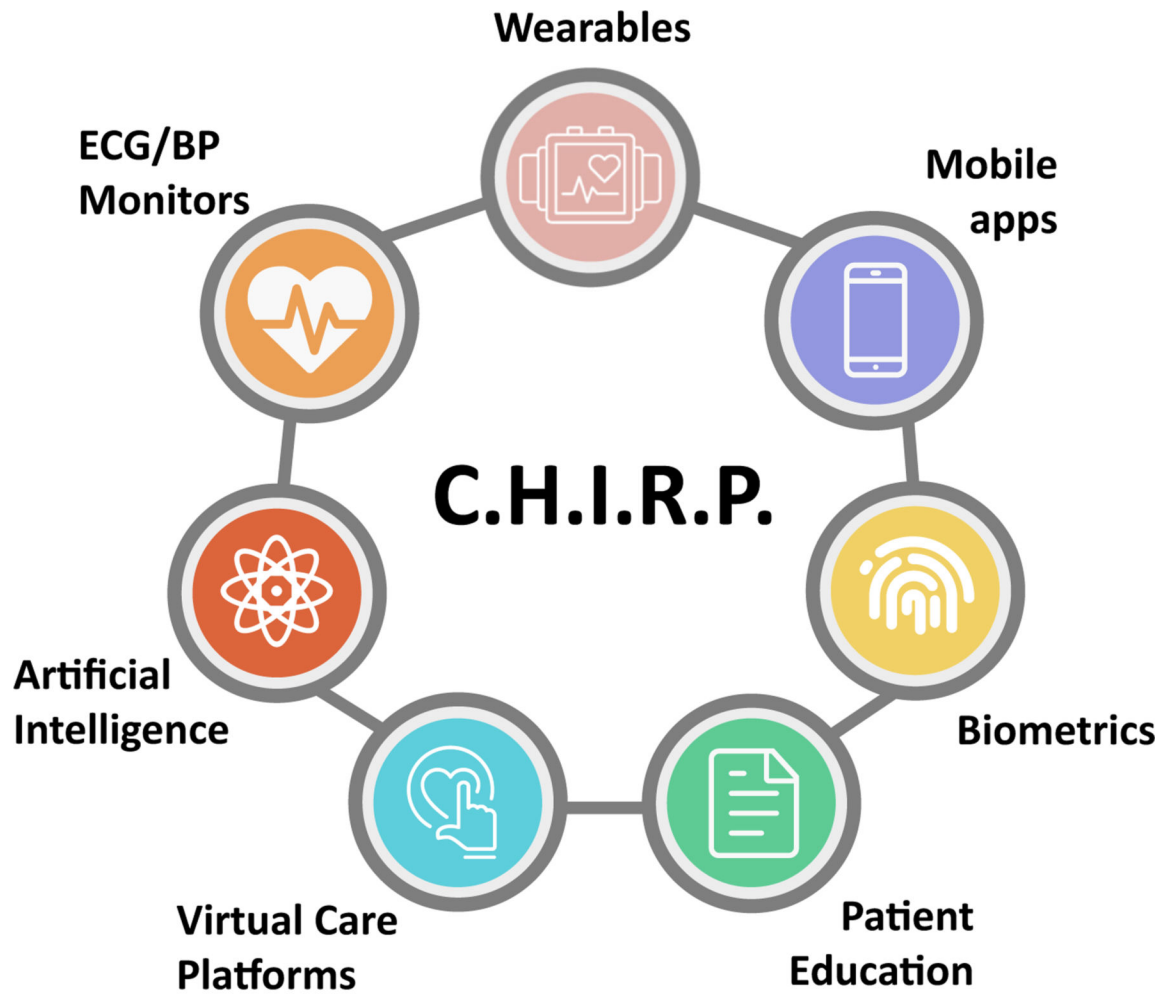 Wearables
ECG/BP
Monitors
Mobile
apps
C.H.I.R.P.
Artificial
Intelligence
Biometrics
Virtual Care
Platforms
Patient
Education